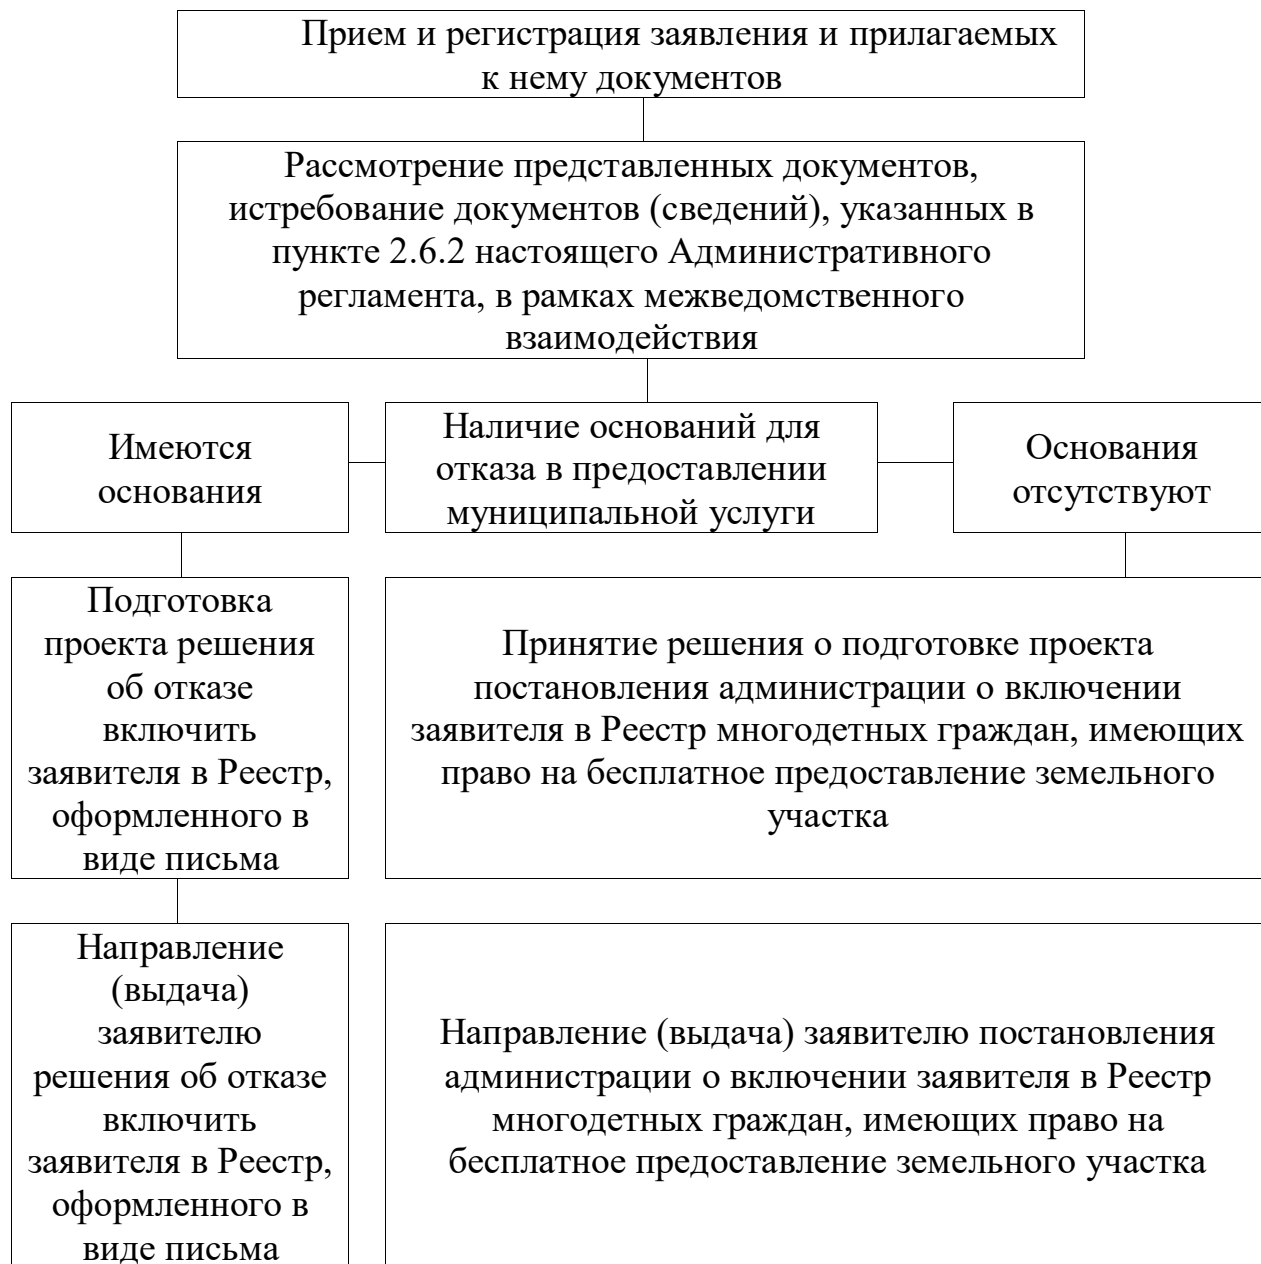 Прием и регистрация заявления и прилагаемых
к нему документов
Рассмотрение представленных документов,
истребование документов (сведений), указанных в
пункте 2.6.2 настоящего Административного
регламента, в рамках межведомственного
взаимодействия
Имеются
основания
Наличие оснований для
отказа в предоставлении
муниципальной услуги
Основания
отсутствуют
Подготовка
проекта решения
об отказе
включить
заявителя в Реестр,
оформленного в
виде письма
Принятие решения о подготовке проекта
постановления администрации о включении
заявителя в Реестр многодетных граждан, имеющих
право на бесплатное предоставление земельного
участка
Направление
(выдача)
заявителю
решения об отказе
включить
заявителя в Реестр,
оформленного в
виде письма
Направление (выдача) заявителю постановления
администрации о включении заявителя в Реестр
многодетных граждан, имеющих право на
бесплатное предоставление земельного участка